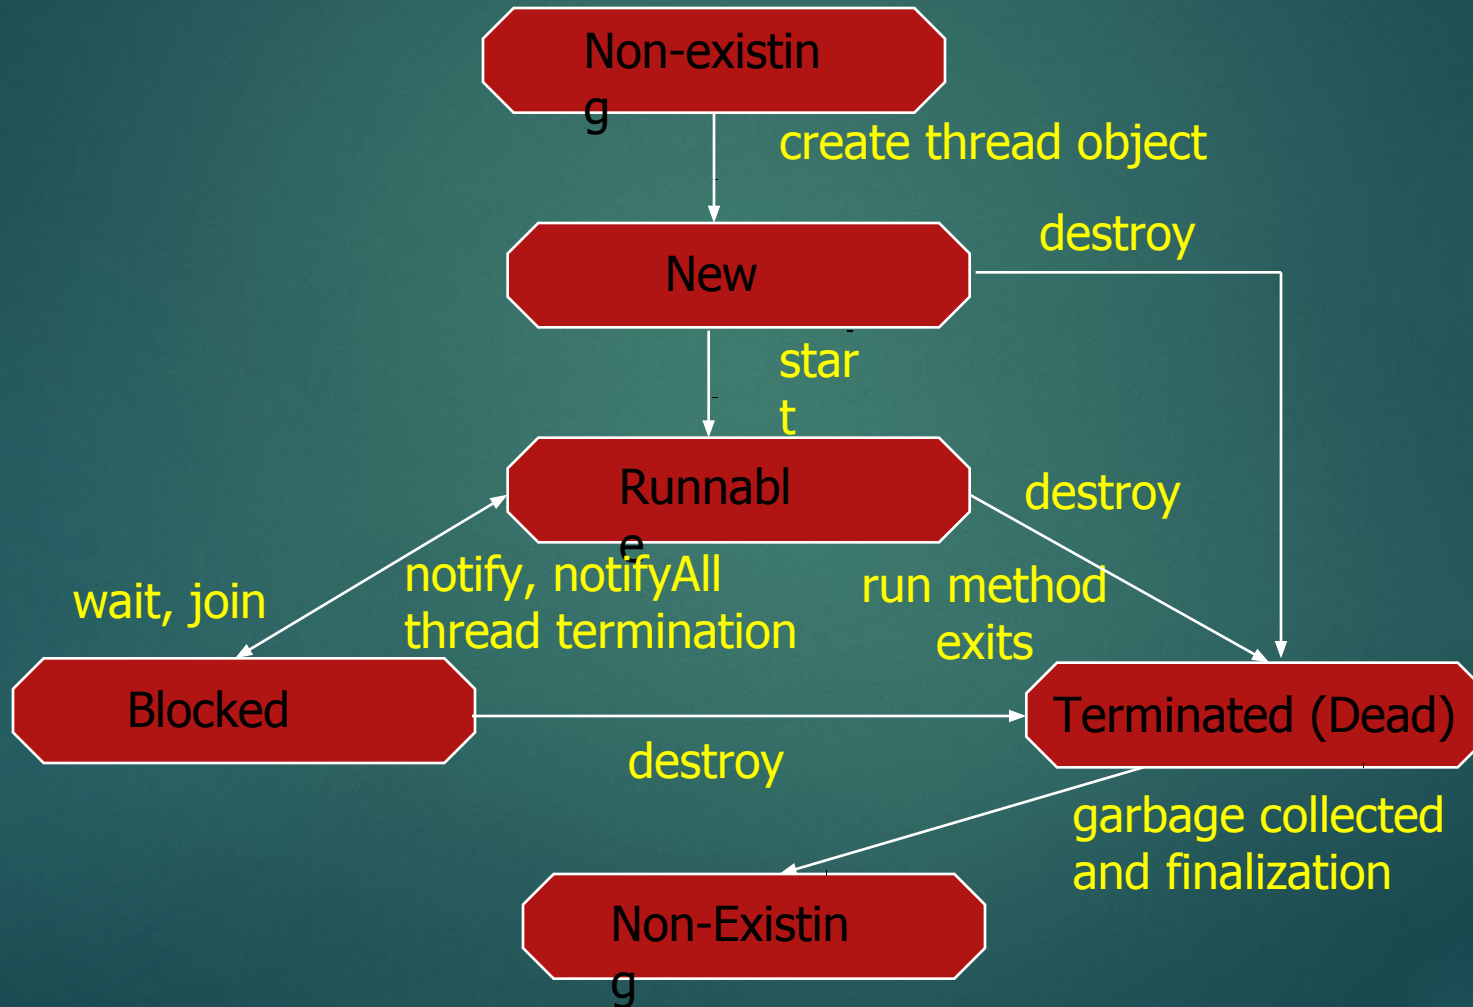 Non-existin
g
create thread object
destroy
New
star
t
Runnabl
e
destroy
wait, join
notify, notifyAll
thread termination
run method
exits
Blocked
Terminated (Dead)
destroy
garbage collected
and finalization
Non-Existin
g